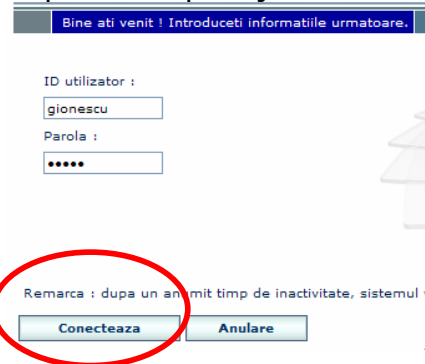 Bine ati venit ! Introduceti informatiile urmatoare.
ID utilizator :
gionescu
Parola :
•••••
Remarca : dupa un anumit timp de inactivitate, sistemul
Conecteaza
Anulare